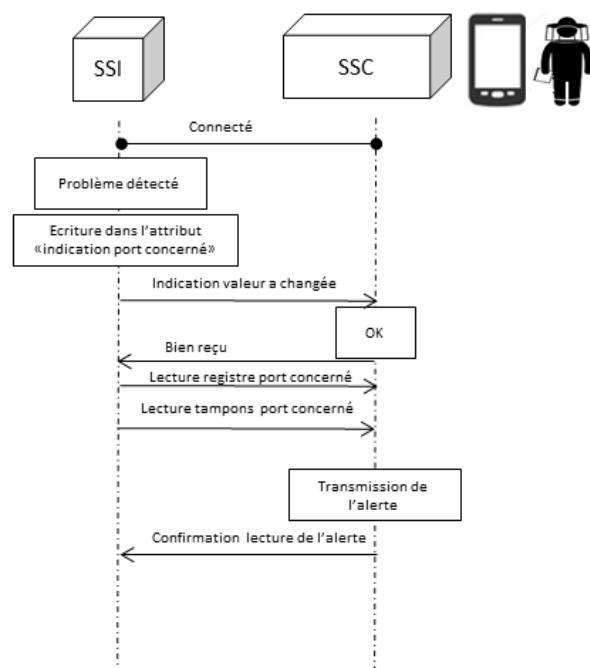 SSI
SSC
Connecté
Problème détecté
Ecriture dans l'attribut
«indication port concerné»
Indication valeur a changée
OK
Bien reçu
Lecture registre port concerné
Lecture tampons port concerné
Transmission de
l'alerte
Confirmation lecture de l'alerte